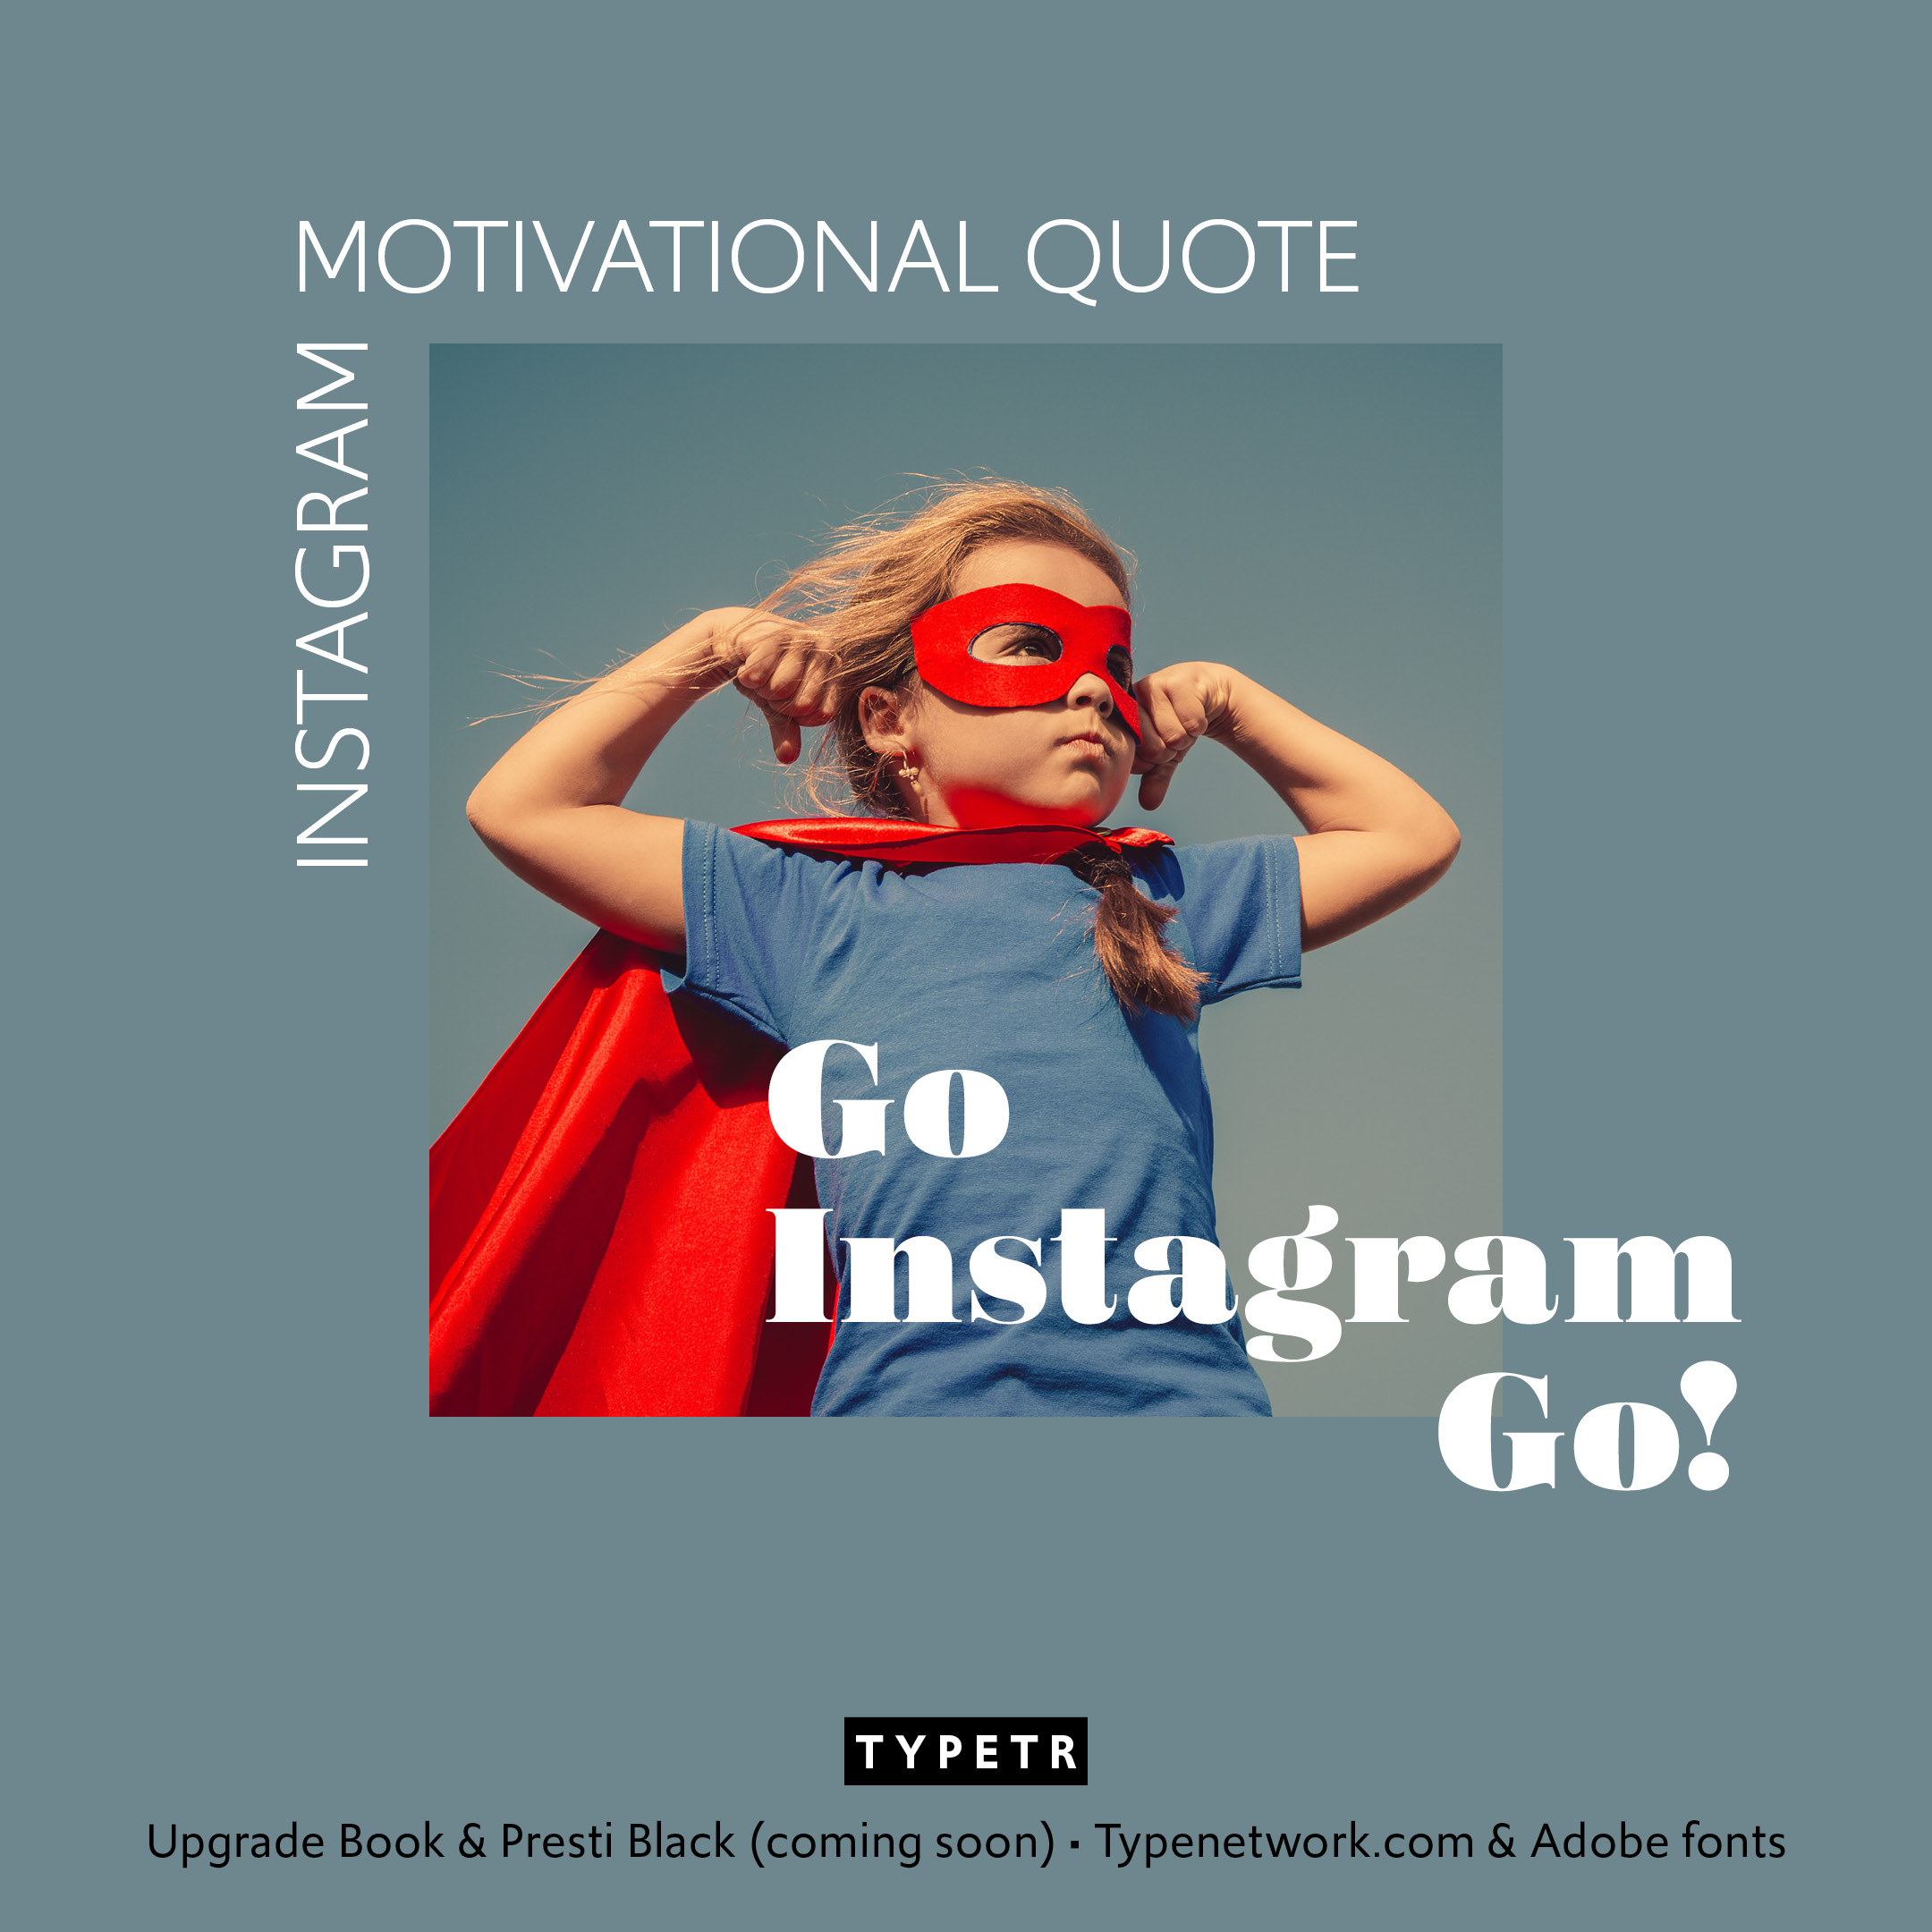 MOTIVATIONAL QUOTE
INSTAGRAM
Go
Instagram
Go!
TYPETR
Upgrade Book & Presti Black (coming soon) ▪ Typenetwork.com & Adobe fonts